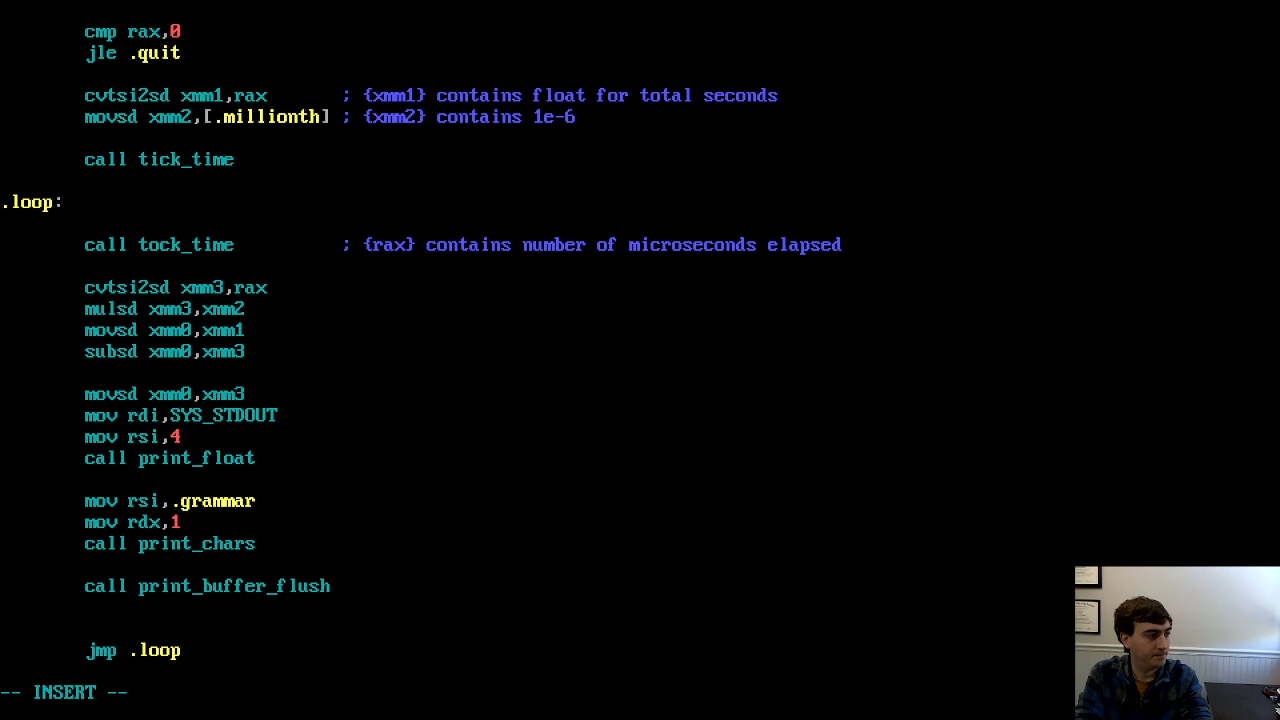 cmp rax,0
jle .quit
cvtsi2sd xmm1,rax ; {xmm1} contains float for total seconds
movsd xmm2,[.millionth] ; {xmm2} contains 1e-6
call tick_time
.loop:
call tock_time ; {rax} contains number of microseconds elapsed
cvtsi2sd xmm3,rax
mulsd xmm3,xmm2
movsd xmm0,xmm1
subsd xmm0,xmm3
movsd xmm0,xmm3
mov rdi,SYS_STDOUT
mov rsi,4
call print_float
mov rsi,.grammar
mov rdx,1
call print_chars
call print_buffer_flush
jmp .loop
-- INSERT --